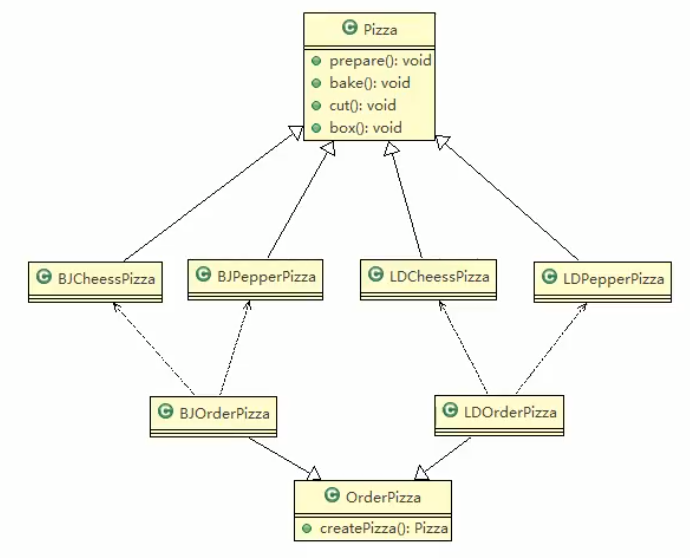 Pizza
prepare(): void
bake(): void
cut(): void
box(): void
BJCheessPizza
BJPepperPizza
LDCheessPizza
LDPepperPizza
BJOrderPizza
LDOrderPizza
OrderPizza
createPizza(): Pizza